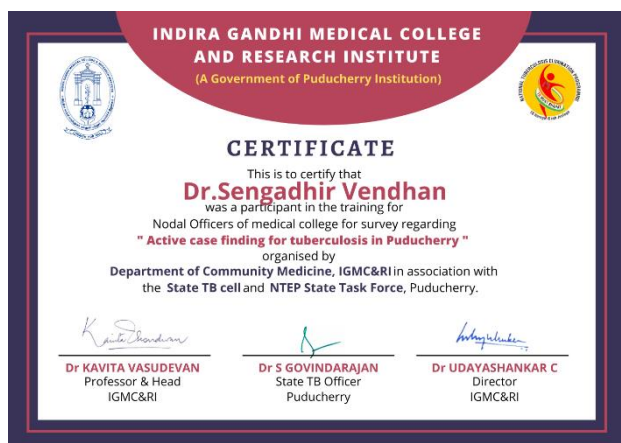 INDIRA GANDHI MEDICAL COLLEGE
AND RESEARCH INSTITUTE
(A Government of Puducherry Institution)
NATIONAL TUBERCULOSIS ELIMINATION PROGRAMME
CERTIFICATE
This is to certify that
Dr.Sengadhir Vendhan
was a participant in the training for
Nodal Officers of medical college for survey regarding
" Active case finding for tuberculosis in Puducherry "
organised by
Department of Community Medicine, IGMC&RI in association with
the State TB cell and NTEP State Task Force, Puducherry.
Dr KAVITA VASUDEVAN
Professor & Head
IGMC&RI
Dr S GOVINDARAJAN
State TB Officer
Puducherry
Dr UDAYASHANKAR C
Director
IGMC&RI